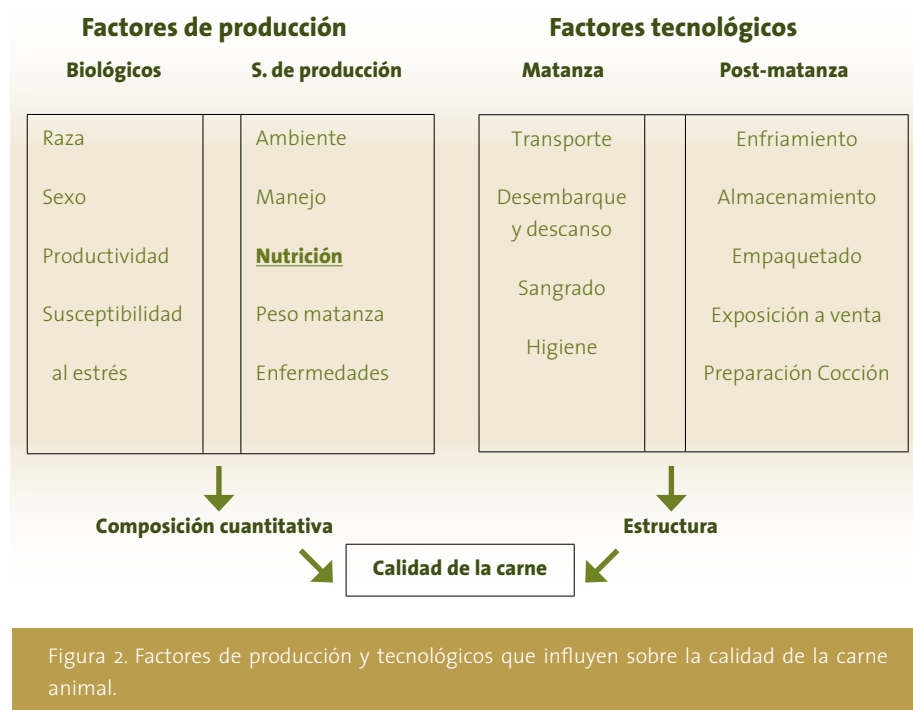 Factores de producción
Factores tecnológicos
Biológicos
S. de producción
Matanza
Post-matanza
Raza
Sexo
Productividad
Susceptibilidad
al estrés
Ambiente
Manejo
Nutrición
Peso matanza
Enfermedades
Transporte
Desembarque
y descanso
Sangrado
Higiene
Enfriamiento
Almacenamiento
Empaquetado
Exposición a venta
Preparación Cocción
Composición cuantitativa
Estructura
Calidad de la carne
Figura 2. Factores de producción y tecnológicos que influyen sobre la calidad de la carne
animal.